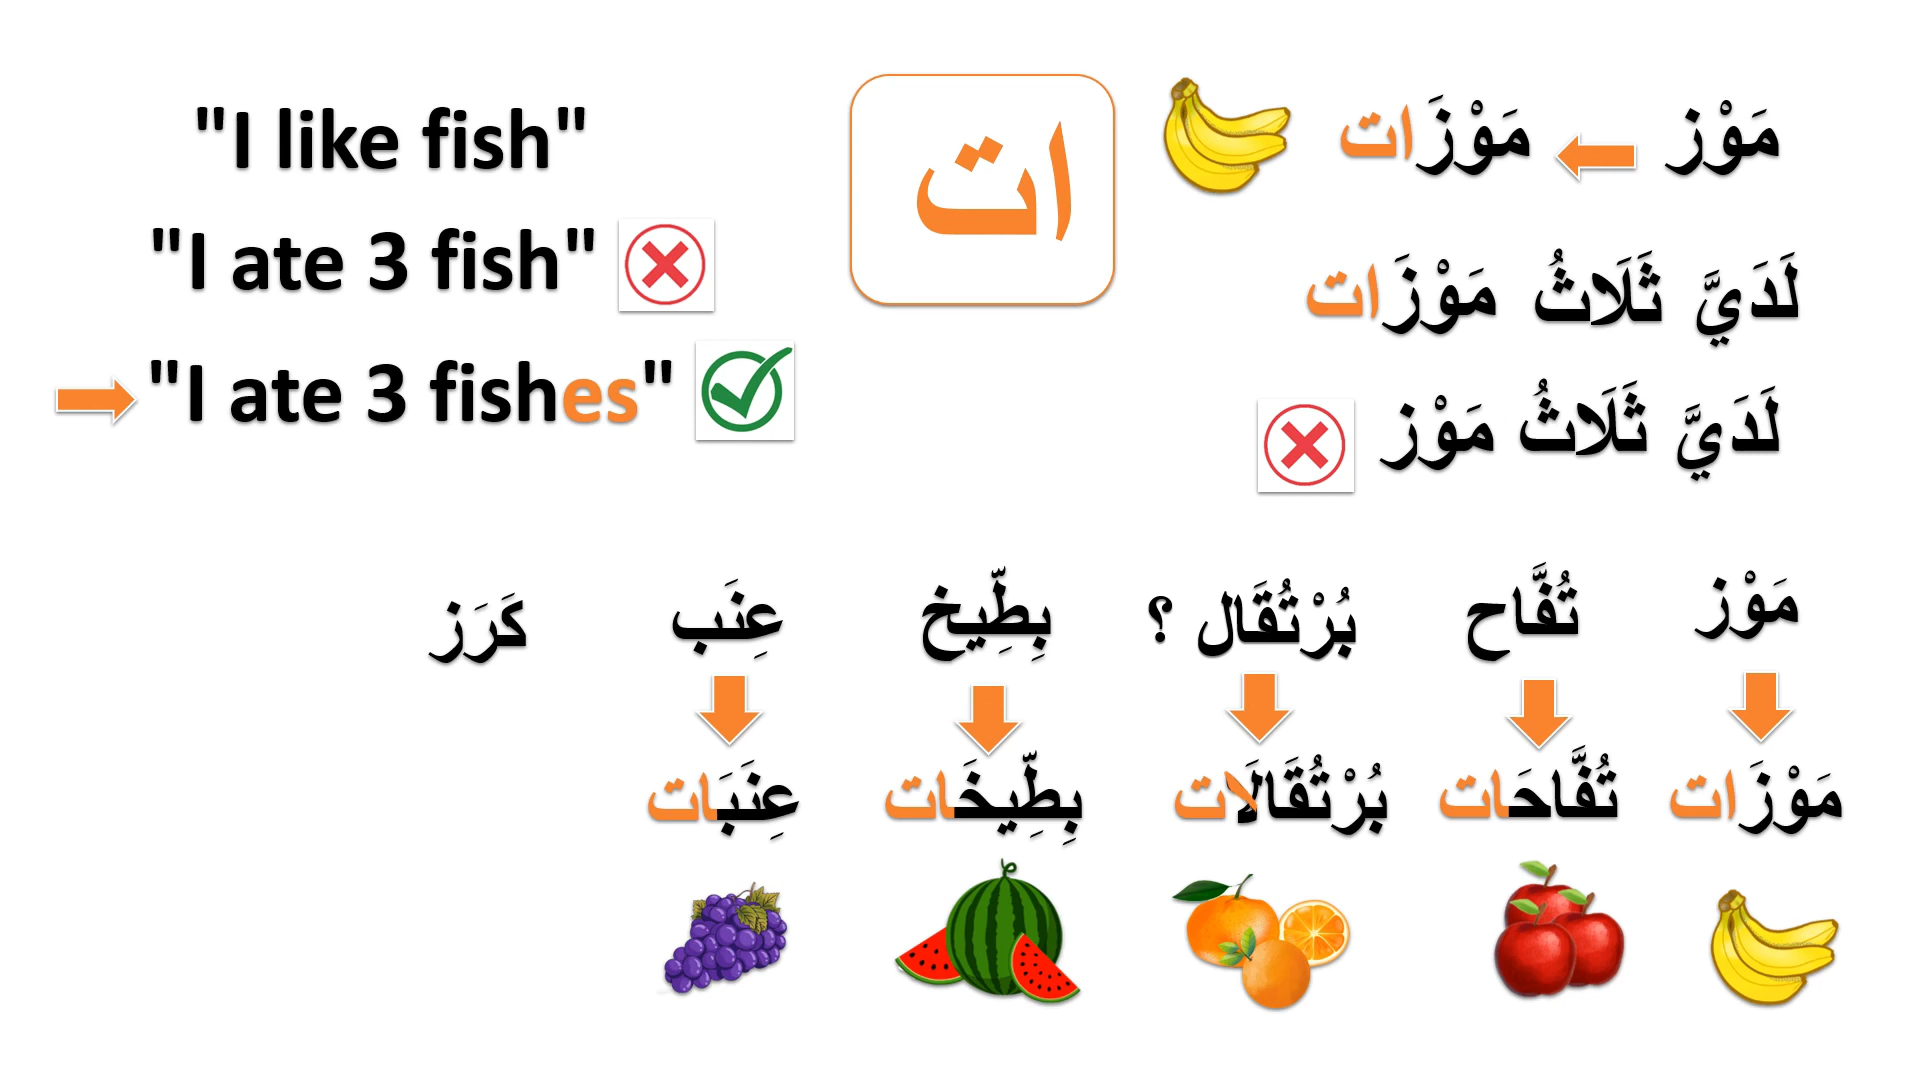 "I like fish"
"I ate 3 fish"
"I ate 3 fishes"
ات
مَوْز مَوْزَات
لَدَيَّ ثَلَاثُ مَوْزَات
لَدَيَّ ثَلَاثُ مَوْز
مَوْز تُفَّاح بُرْتُقَال ؟ بِطِّيخ عِنَب كَرَز
مَوْزَات تُفَّاحَات بُرْتُقَالَات بِطِّيخَات عِنَبَات